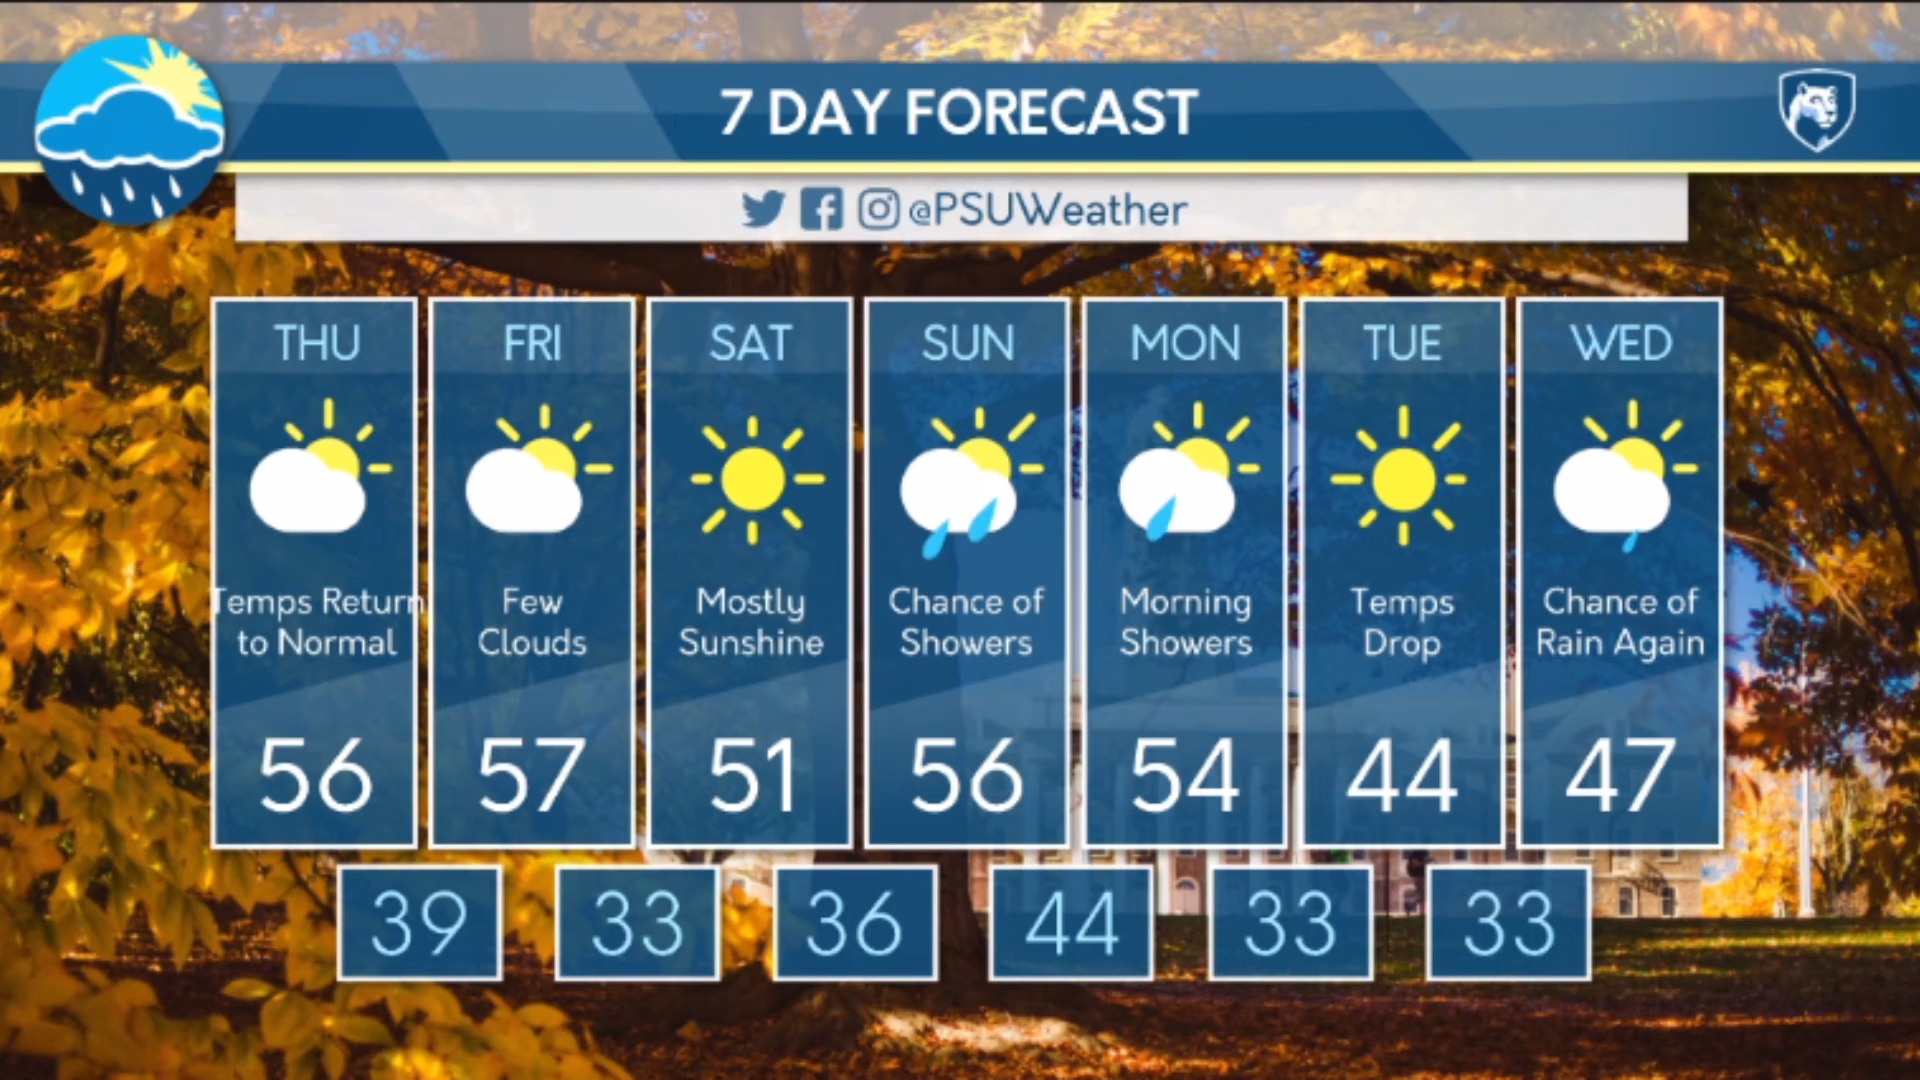 7 DAY FORECAST
@PSUWeather
THU FRI SAT SUN MON TUE WED
Temps Return
to Normal
Few
Clouds
Mostly
Sunshine
Chance of
Showers
Morning
Showers
Temps
Drop
Chance of
Rain Again
56 57 51 56 54 44 47
39 33 36 44 33 33